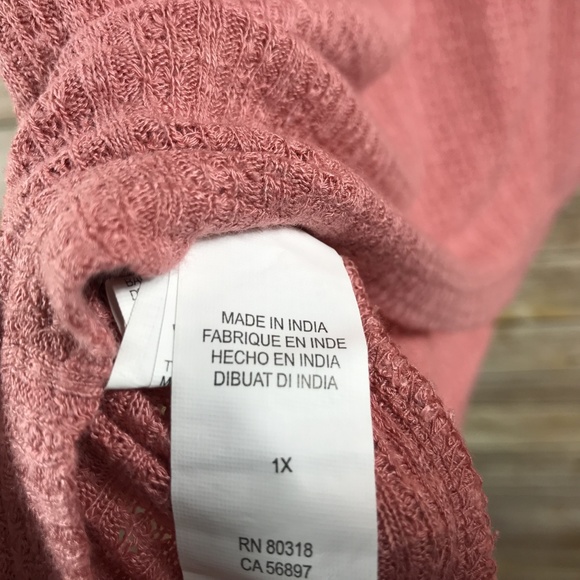 MADE IN INDIA
FABRIQUE EN INDE
HECHO EN INDIA
DIBUAT DI INDIA
1X
RN 80318
CA 56897